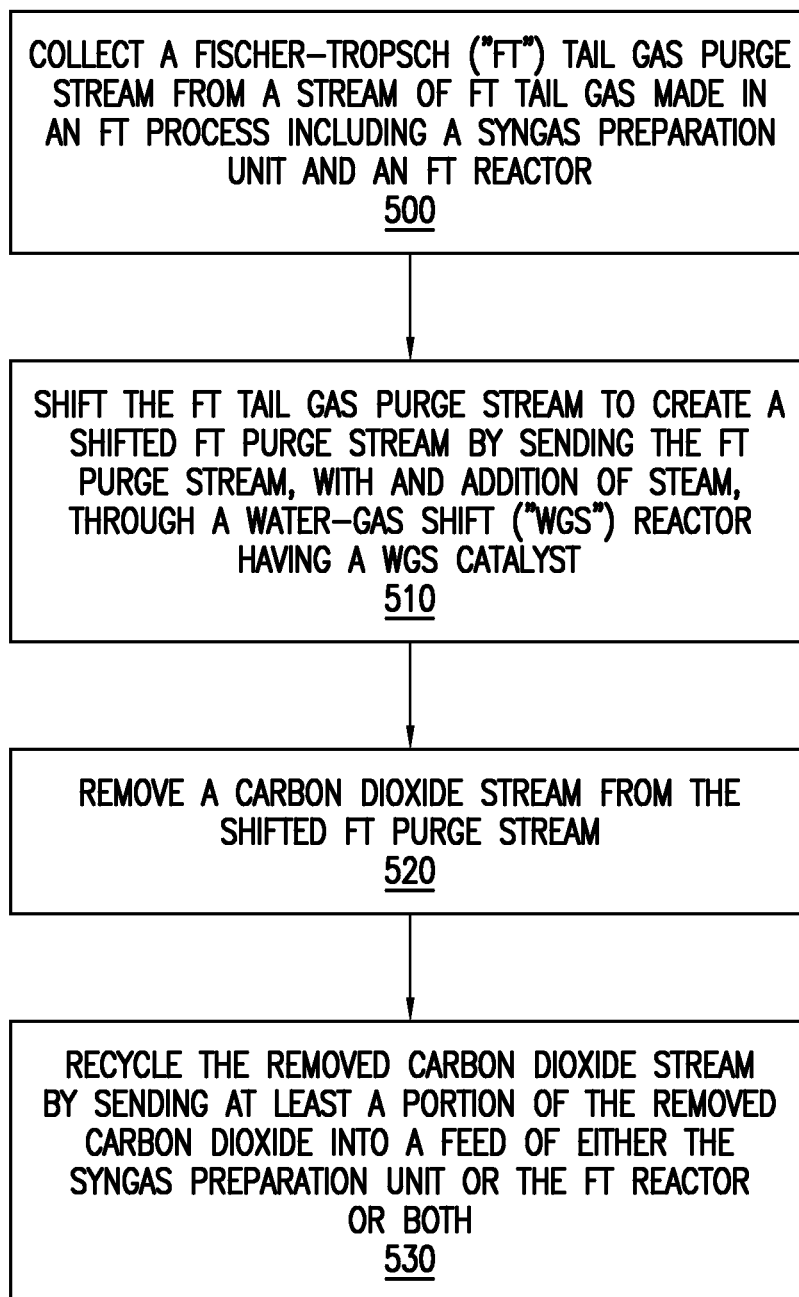 COLLECT A FISCHER-TROPSCH ("FT") TAIL GAS PURGE
STREAM FROM A STREAM OF FT TAIL GAS MADE IN
AN FT PROCESS INCLUDING A SYNGAS PREPARATION
UNIT AND AN FT REACTOR
500
SHIFT THE FT TAIL GAS PURGE STREAM TO CREATE A
SHIFTED FT PURGE STREAM BY SENDING THE FT
PURGE STREAM, WITH AND ADDITION OF STEAM,
THROUGH A WATER-GAS SHIFT ("WGS") REACTOR
HAVING A WGS CATALYST
510
REMOVE A CARBON DIOXIDE STREAM FROM THE
SHIFTED FT PURGE STREAM
520
RECYCLE THE REMOVED CARBON DIOXIDE STREAM
BY SENDING AT LEAST A PORTION OF THE REMOVED
CARBON DIOXIDE INTO A FEED OF EITHER THE
SYNGAS PREPARATION UNIT OR THE FT REACTOR
OR BOTH
530